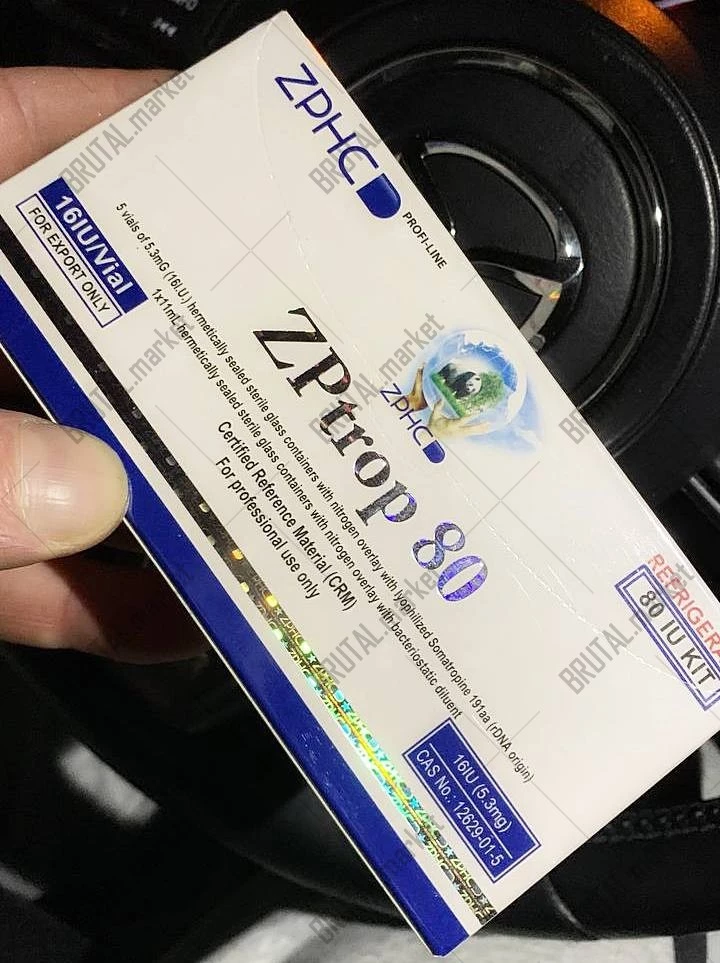 ZPHC
PROFI-LINE
16IU/Vial
FOR EXPORT ONLY
5 vials of 5.3mG (16I.U.) hermetically sealed sterile glass containers with nitrogen overlay with lyophilized Somatropine 191aa (rDNA origin)
1x11mL hermetically sealed sterile glass containers with nitrogen overlay with bacteriostatic diluent
ZPtrop 80
Certified Reference Material (CRM)
For professional use only
ZPHC
80 IU KIT
16IU (5.3mg)
CAS No.: 12629-01-5
ZPHC
BRUTAL.market